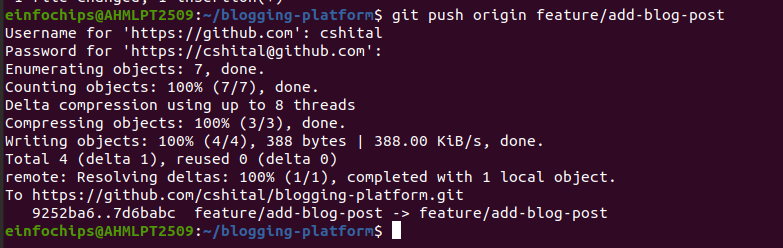 1 file changed, 1 insertion(+)
einfochips@AHMLPT2509:~/blogging-platform$ git push origin feature/add-blog-post
Username for 'https://github.com': cshital
Password for 'https://cshital@github.com':
Enumerating objects: 7, done.
Counting objects: 100% (7/7), done.
Delta compression using up to 8 threads
Compressing objects: 100% (3/3), done.
Writing objects: 100% (4/4), 388 bytes | 388.00 KiB/s, done.
Total 4 (delta 1), reused 0 (delta 0)
remote: Resolving deltas: 100% (1/1), completed with 1 local object.
To https://github.com/cshital/blogging-platform.git
   9252ba6..7d6babc  feature/add-blog-post -> feature/add-blog-post
einfochips@AHMLPT2509:~/blogging-platform$